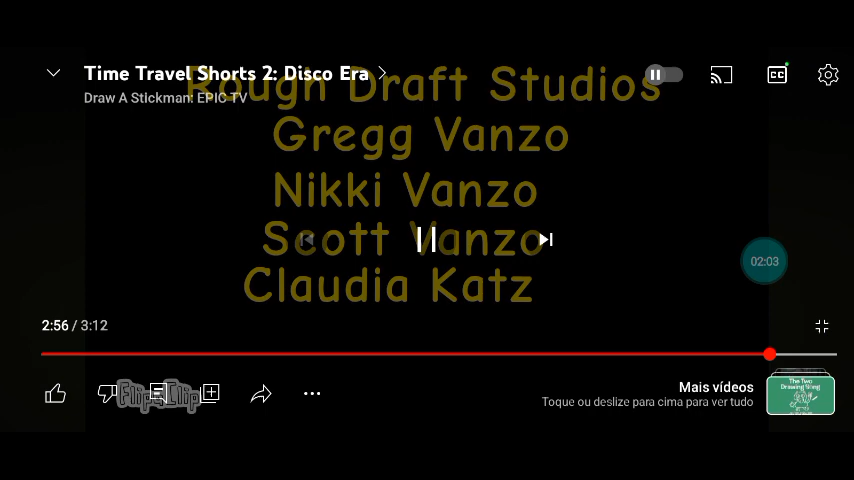 Time Travel Shorts 2: Disco Era
Draw A Stickman: EPIC TV
CC
Rough Draft Studios
Gregg Vanzo
Nikki Vanzo
Scott Vanzo
Claudia Katz
02:03
2:56 / 3:12
FlipaClip
Mais vídeos
Toque ou deslize para cima para ver tudo
The Two